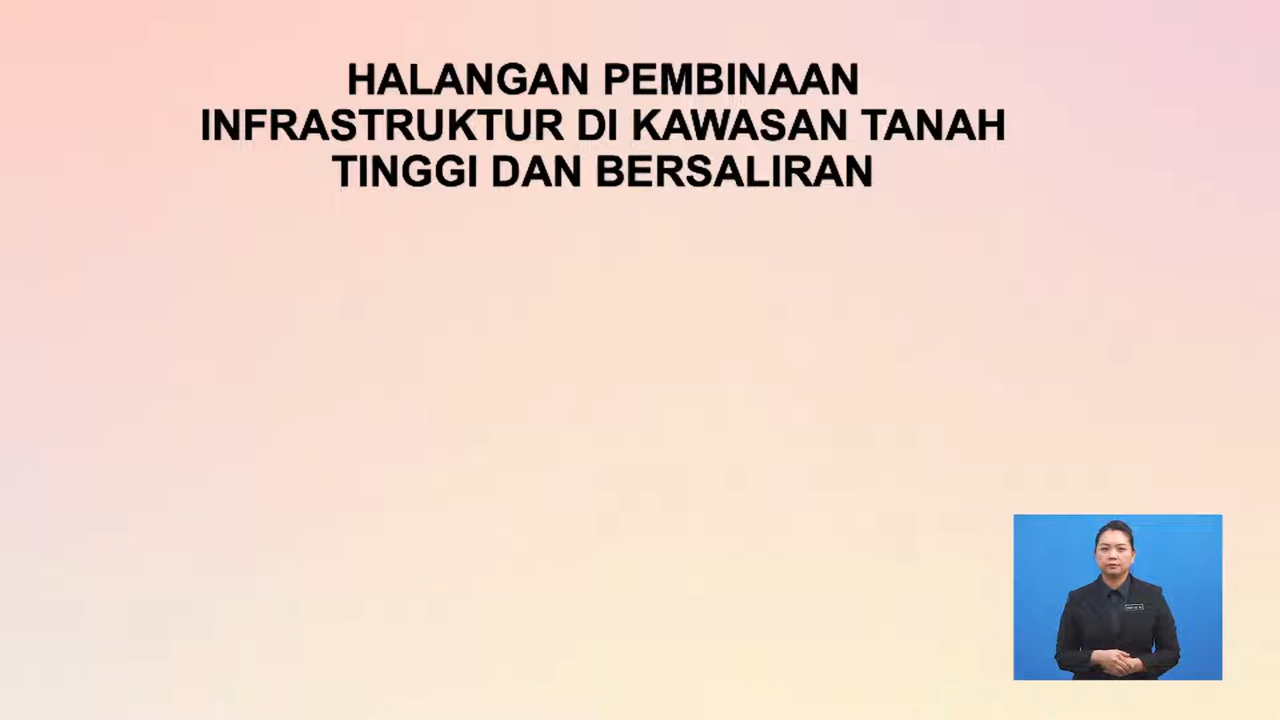 HALANGAN PEMBINAAN
INFRASTRUKTUR DI KAWASAN TANAH
TINGGI DAN BERSALIRAN